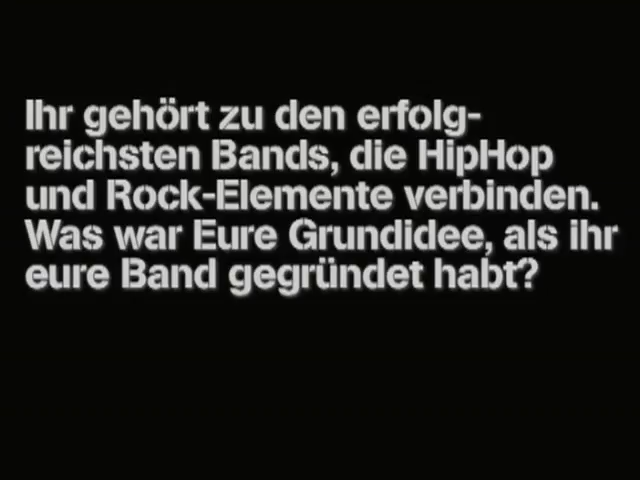 Ihr gehört zu den erfolg-
reichsten Bands, die HipHop
und Rock-Elemente verbinden.
Was war Eure Grundidee, als ihr
eure Band gegründet habt?